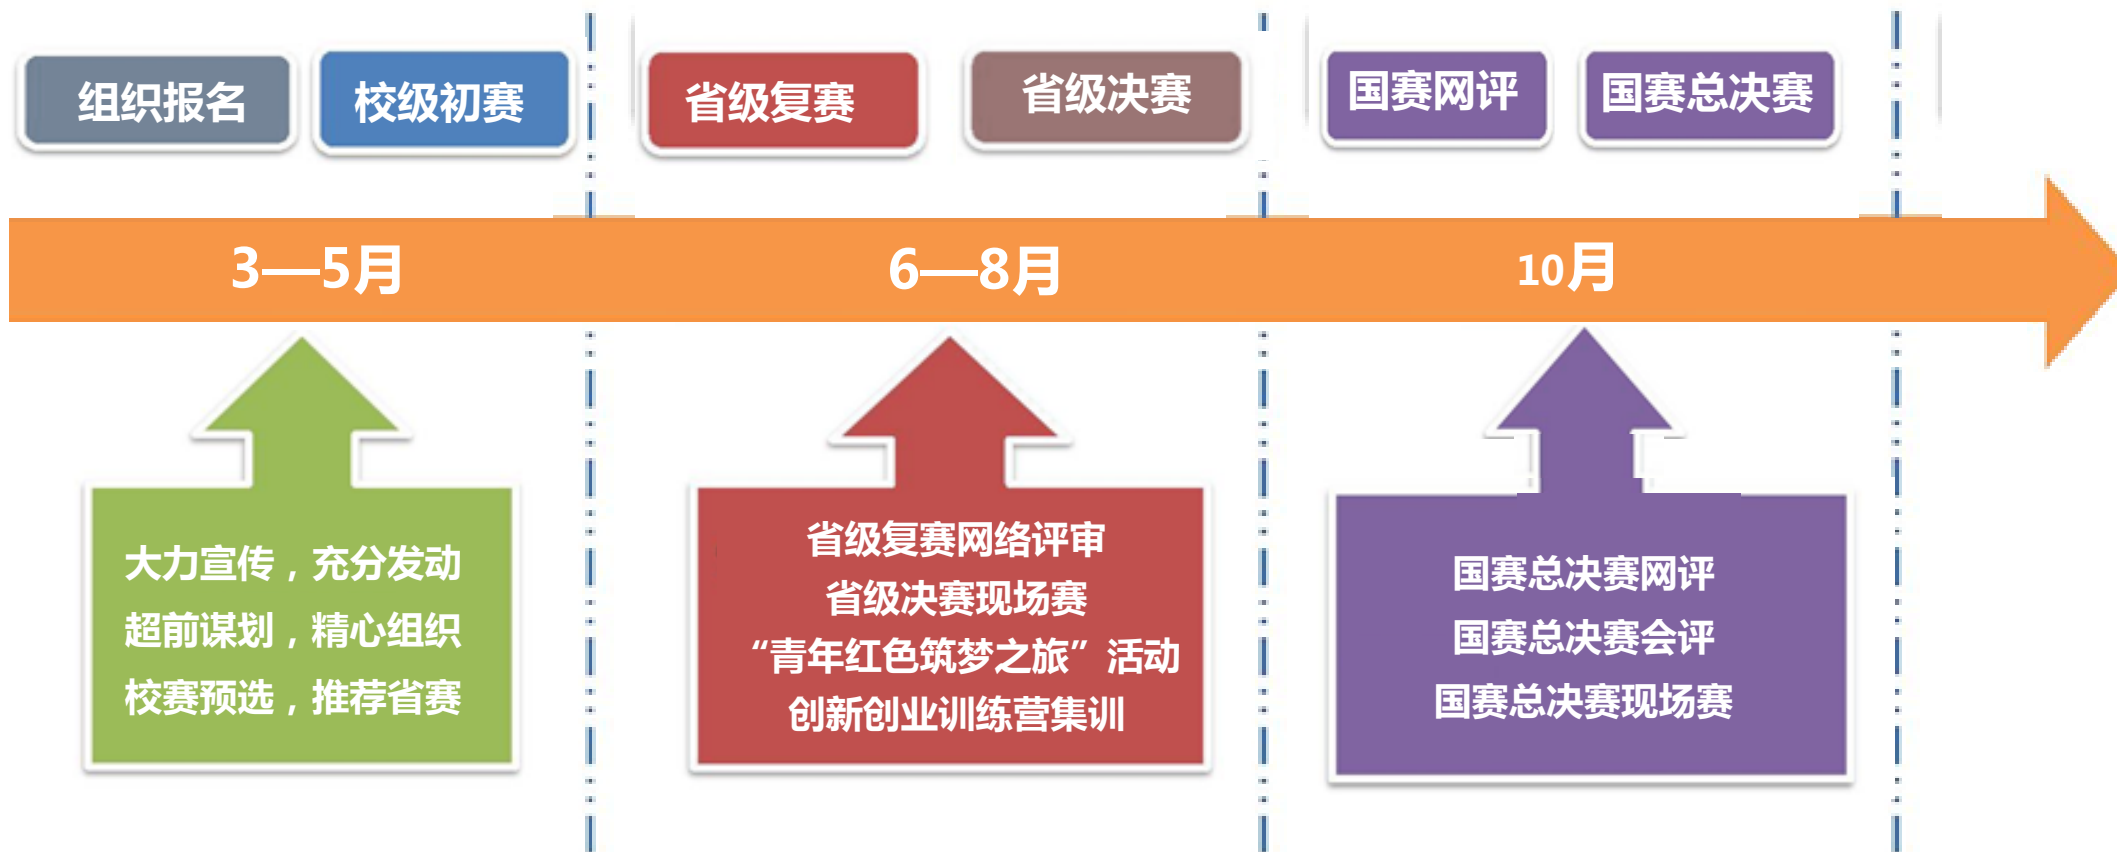 组织报名
校级初赛
省级复赛
省级决赛
国赛网评
国赛总决赛
3—5月
6—8月
10月
大力宣传，充分发动
超前谋划，精心组织
校赛预选，推荐省赛
省级复赛网络评审
省级决赛现场赛
“青年红色筑梦之旅”活动
创新创业训练营集训
国赛总决赛网评
国赛总决赛会评
国赛总决赛现场赛